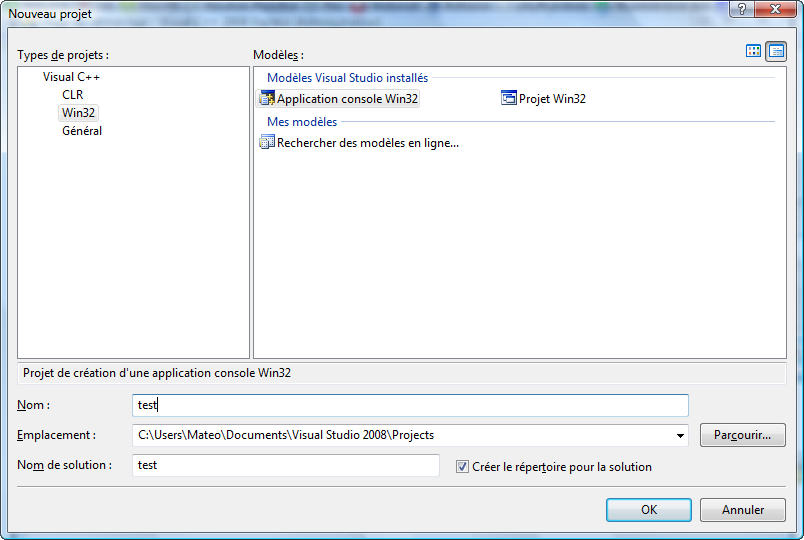 Nouveau projet
Types de projets :
Modèles :
Visual C++
CLR
Win32
Général
Modèles Visual Studio installés
Application console Win32
Projet Win32
Mes modèles
Rechercher des modèles en ligne...
Projet de création d'une application console Win32
Nom :
test
Emplacement :
C:\Users\Mateo\Documents\Visual Studio 2008\Projects
Parcourir...
Nom de solution :
test
Créer le répertoire pour la solution
OK
Annuler